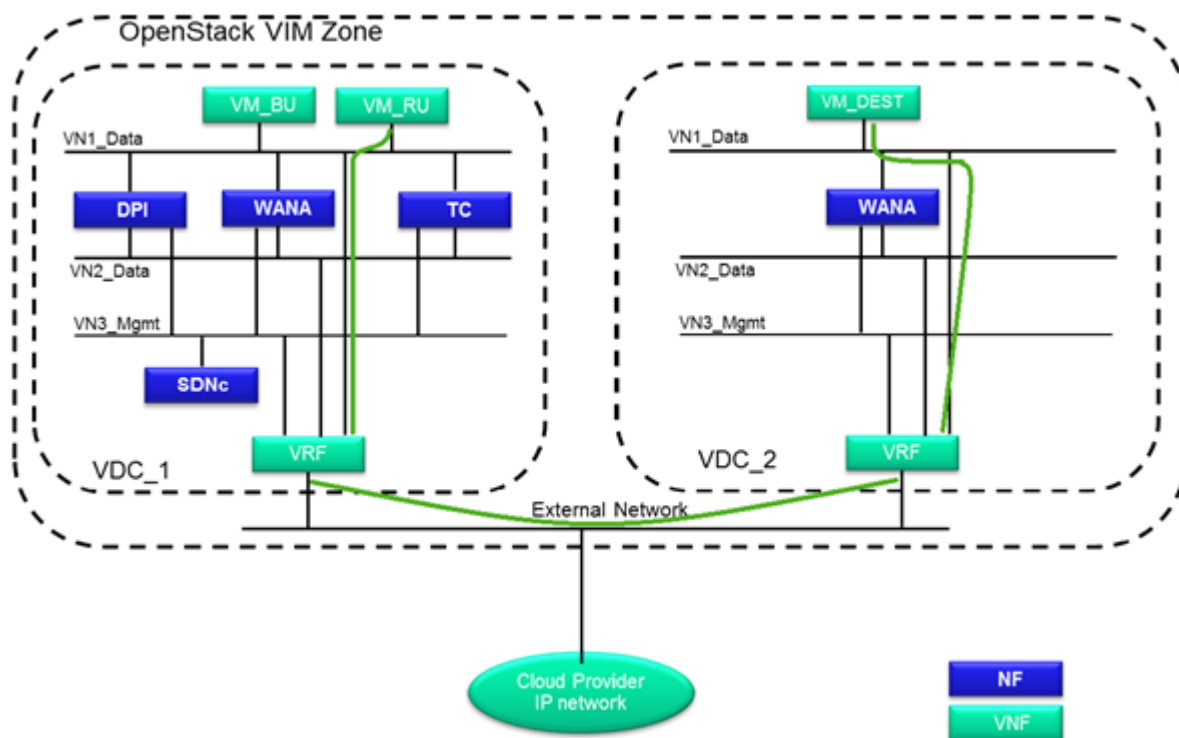 OpenStack VIM Zone
VM_BU
VM_RU
VN1_Data
DPI
WANA
TC
VN2_Data
VN3_Mgmt
SDNc
VRF
VDC_1
VM_DEST
VN1_Data
WANA
VN2_Data
VN3_Mgmt
VRF
VDC_2
External Network
Cloud Provider
IP network
NF
VNF